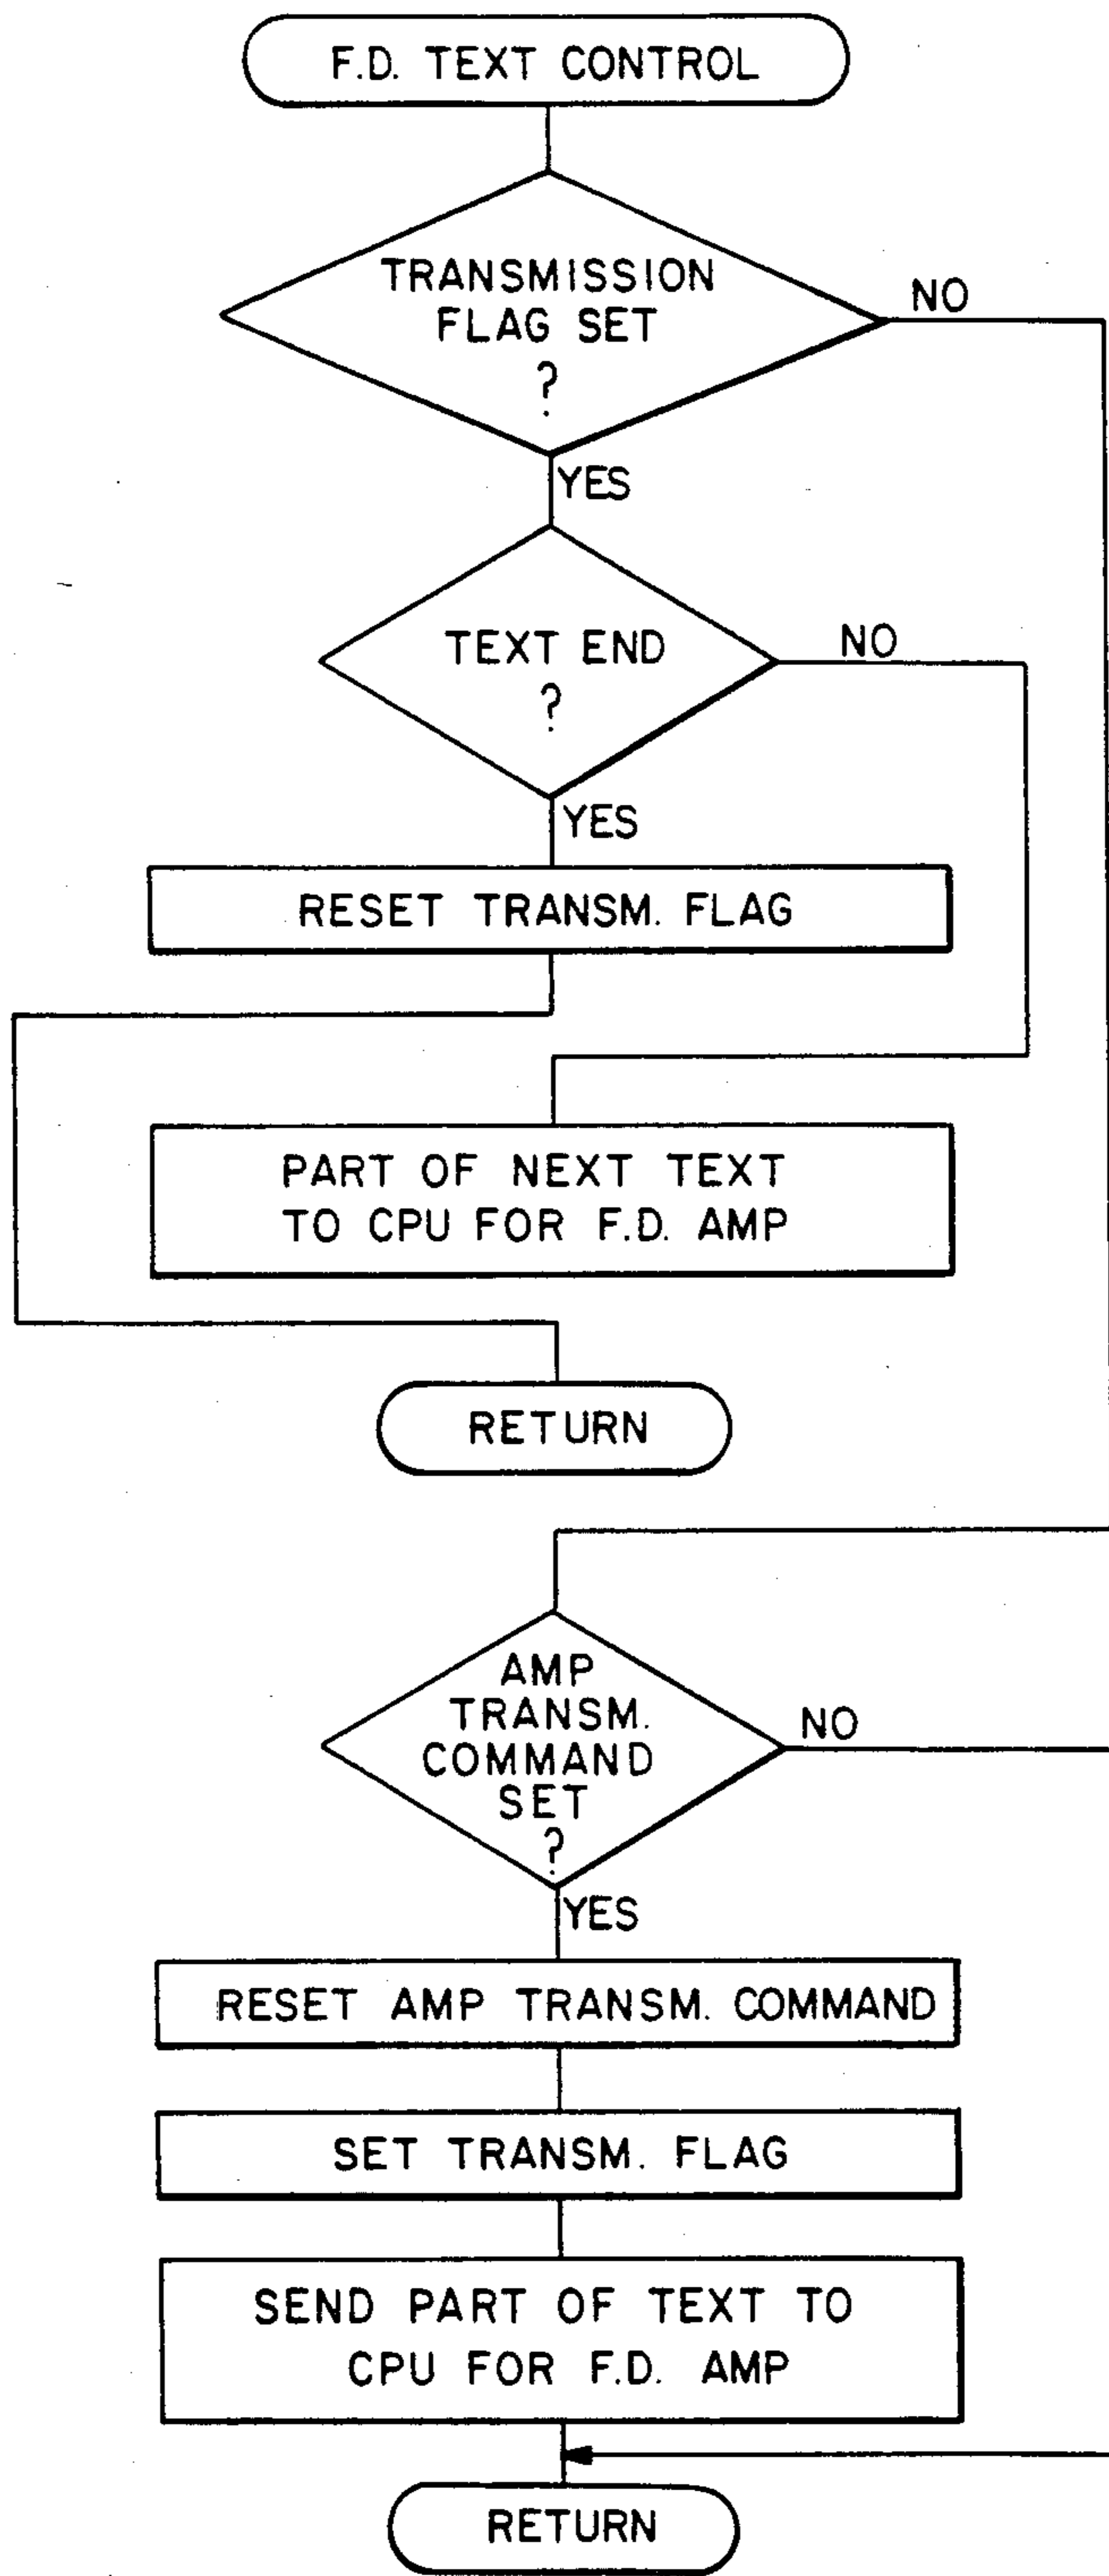 F.D. TEXT CONTROL
TRANSMISSION
FLAG SET
?
NO
YES
TEXT END
?
NO
YES
RESET TRANSM. FLAG
PART OF NEXT TEXT
TO CPU FOR F.D. AMP
RETURN
AMP
TRANSM.
COMMAND
SET
?
NO
YES
RESET AMP TRANSM. COMMAND
SET TRANSM. FLAG
SEND PART OF TEXT TO
CPU FOR F.D. AMP
RETURN